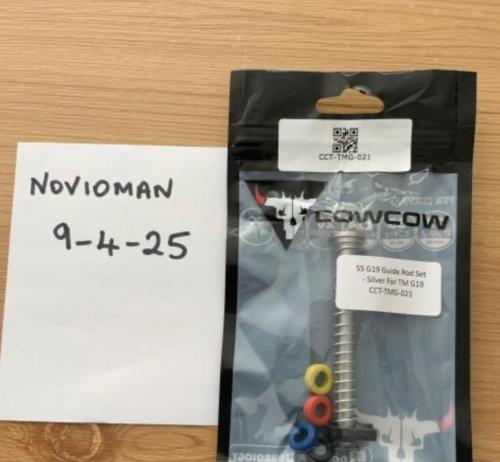 NOVIOMAN
9-4-25
CCT-TMG-021
COWCOW
SS G19 Guide Rod Set
- Silver For TM G19
CCT-TMG-021